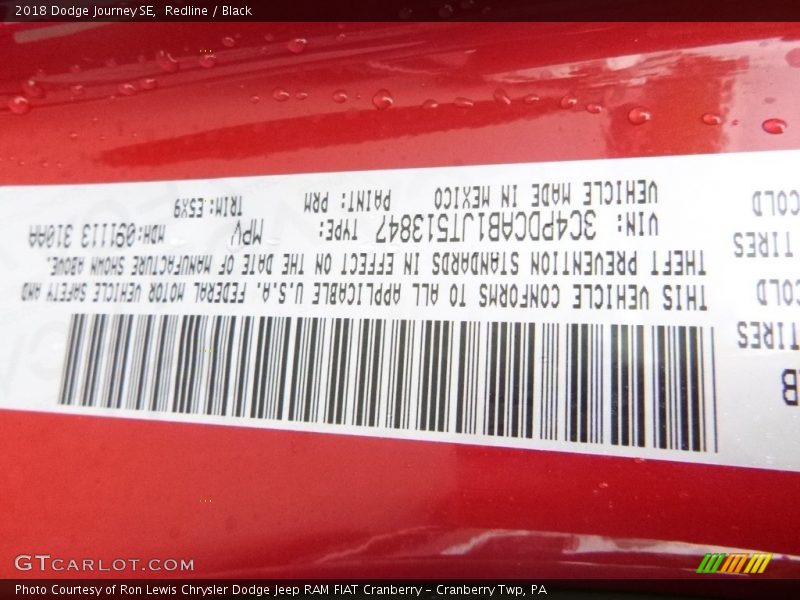 2018 Dodge Journey SE, Redline / Black
THIS VEHICLE CONFORMS TO ALL APPLICABLE U.S.A. FEDERAL MOTOR VEHICLE SAFETY AND
THEFT PREVENTION STANDARDS IN EFFECT ON THE DATE OF MANUFACTURE SHOWN ABOVE.
VIN: 3C4PDCAB1JT513847 TYPE: MPV MDH:091113 310AA
VEHICLE MADE IN MEXICO PAINT: PRM TRIM:E5X9
TIRES
COLD
TIRES
COLD
GTCARLOT.COM
Photo Courtesy of Ron Lewis Chrysler Dodge Jeep RAM FIAT Cranberry - Cranberry Twp, PA